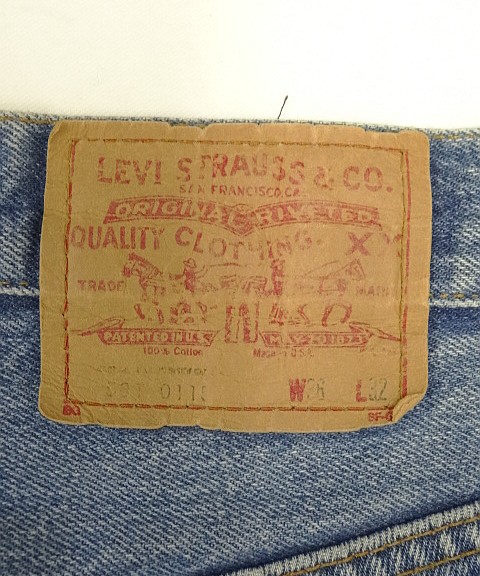 LEVI STRAUSS & CO.
SAN FRANCISCO, CAL.
ORIGINAL RIVETED
QUALITY CLOTHING. XX
TRADE MARK
PATENTED IN U.S. MAY 20 1873
100% Cotton Made in U.S.A.
0118 W36 L32